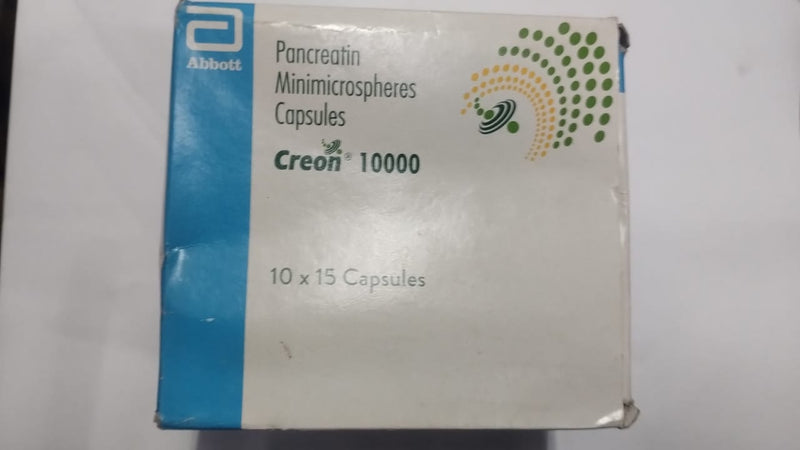 Abbott
Pancreatin
Minimicrospheres
Capsules
Creon® 10000
10 x 15 Capsules